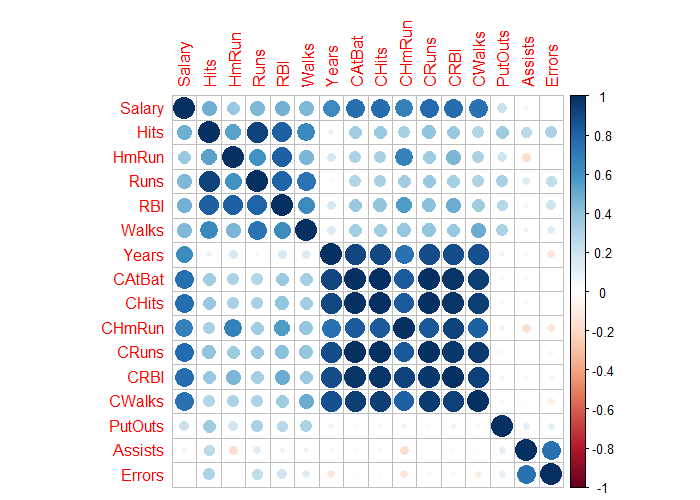 Salary Hits HmRun Runs RBI Walks Years CAtBat CHits CHmRun CRuns CRBI CWalks PutOuts Assists Errors
Salary
Hits
HmRun
Runs
RBI
Walks
Years
CAtBat
CHits
CHmRun
CRuns
CRBI
CWalks
PutOuts
Assists
Errors
1
0.8
0.6
0.4
0.2
0
-0.2
-0.4
-0.6
-0.8
-1